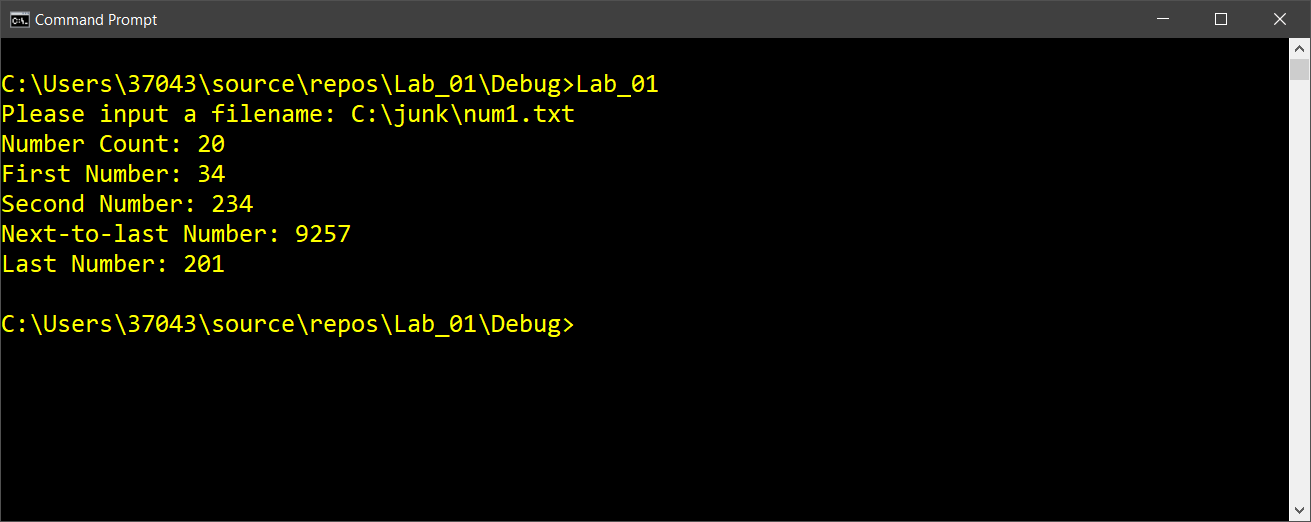 Command Prompt
C:\Users\37043\source\repos\Lab_01\Debug>Lab_01
Please input a filename: C:\junk\num1.txt
Number Count: 20
First Number: 34
Second Number: 234
Next-to-last Number: 9257
Last Number: 201
C:\Users\37043\source\repos\Lab_01\Debug>